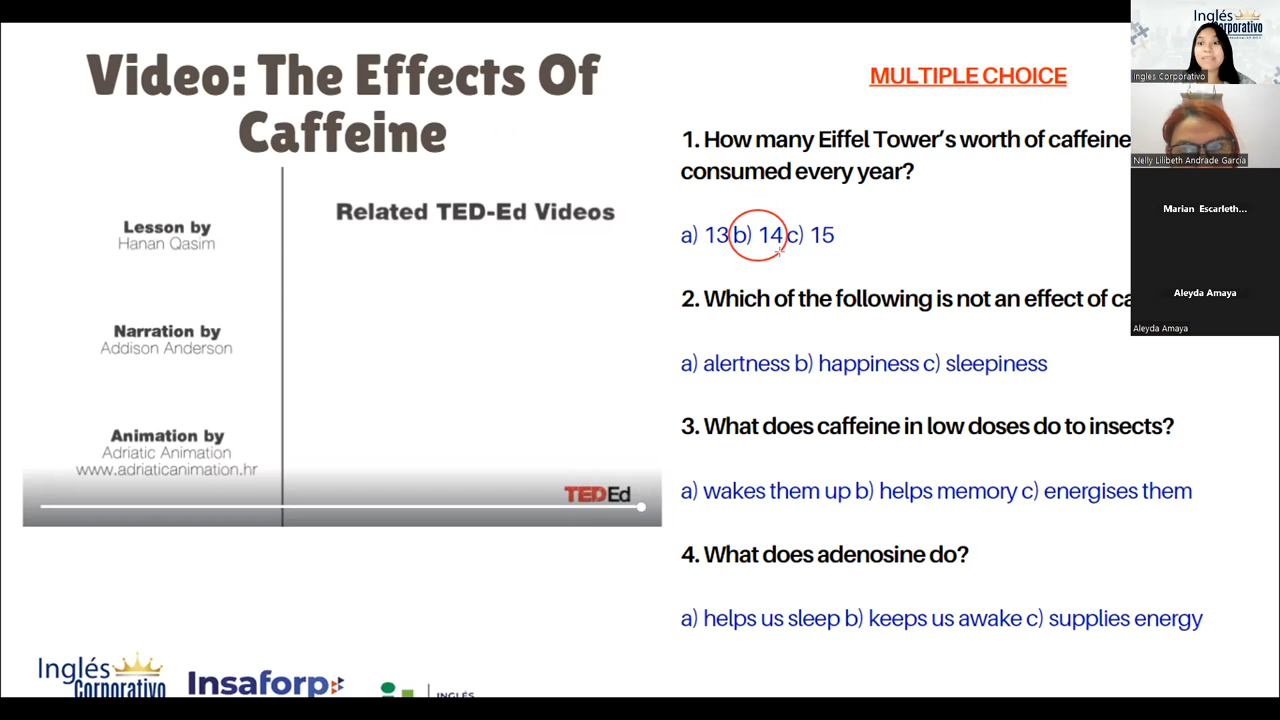 Video: The Effects Of
Caffeine
Lesson by
Hanan Qasim
Narration by
Addison Anderson
Animation by
Adriatic Animation
www.adriaticanimation.hr
Related TED-Ed Videos
TEDEd
MULTIPLE CHOICE
1. How many Eiffel Tower's worth of caffeine
consumed every year?
a) 13 b) 14 c) 15
2. Which of the following is not an effect of
a) alertness b) happiness c) sleepiness
3. What does caffeine in low doses do to insects?
a) wakes them up b) helps memory c) energises them
4. What does adenosine do?
a) helps us sleep b) keeps us awake c) supplies energy
Inglés
Corporativo
Insaforp
INGLÉS
Inglés
Corporativo
Ingles Corporativo
Nelly Lilibeth Andrade García
Marian Escarleth...
Aleyda Amaya
Aleyda Amaya